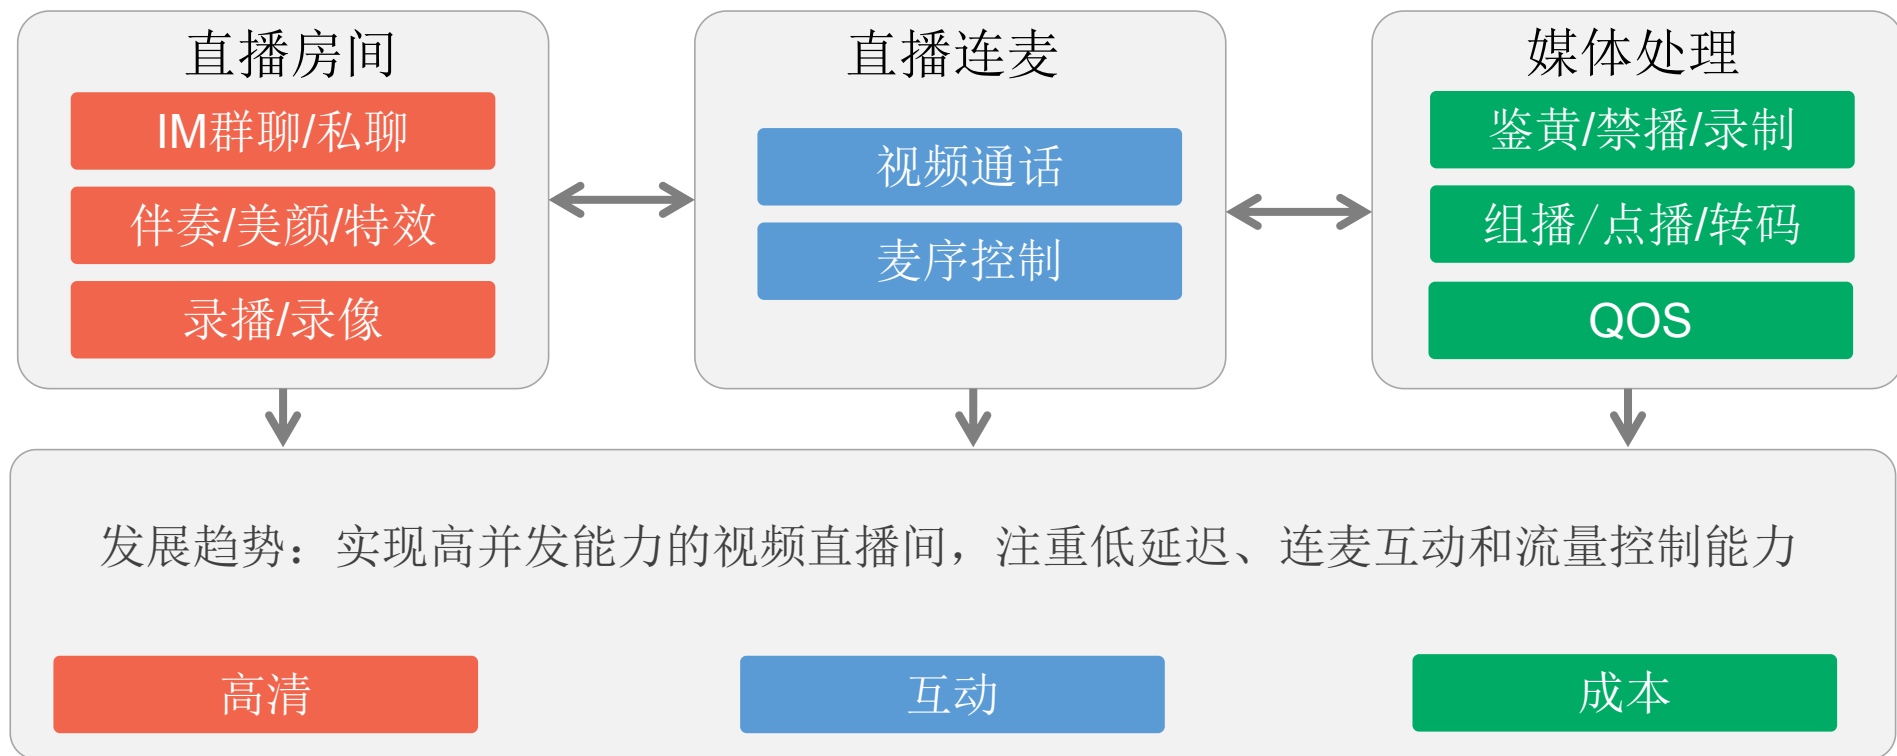 直播房间
IM群聊/私聊
伴奏/美颜/特效
录播/录像
直播连麦
视频通话
麦序控制
媒体处理
鉴黄/禁播/录制
组播/点播/转码
QOS
发展趋势：实现高并发能力的视频直播间，注重低延迟、连麦互动和流量控制能力
高清
互动
成本